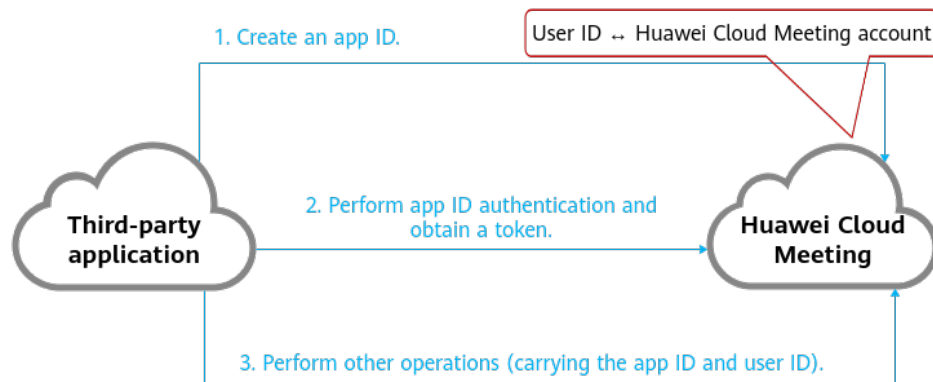 1. Create an app ID.
User ID ↔ Huawei Cloud Meeting account
2. Perform app ID authentication and
obtain a token.
Third-party
application
Huawei Cloud
Meeting
3. Perform other operations (carrying the app ID and user ID).